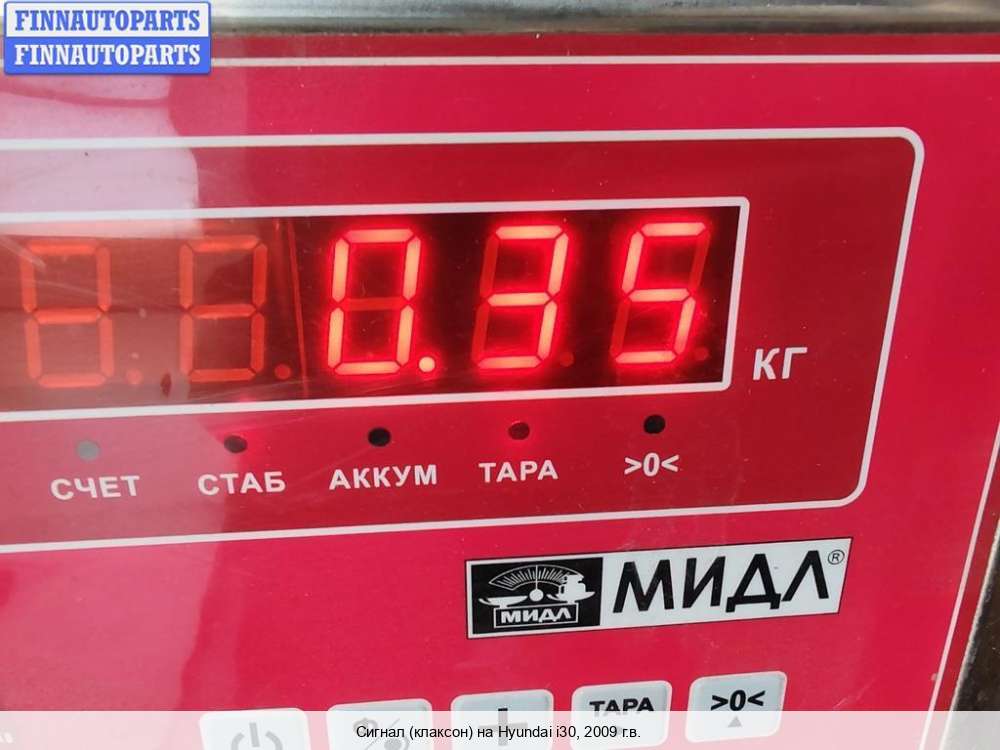 FINNAUTOPARTS
FINNAUTOPARTS
0.35
КГ
СЧЕТ СТАБ АККУМ ТАРА >0<
МИДЛ
МИДЛ®
ТАРА >0<
Сигнал (клаксон) на Hyundai i30, 2009 г.в.